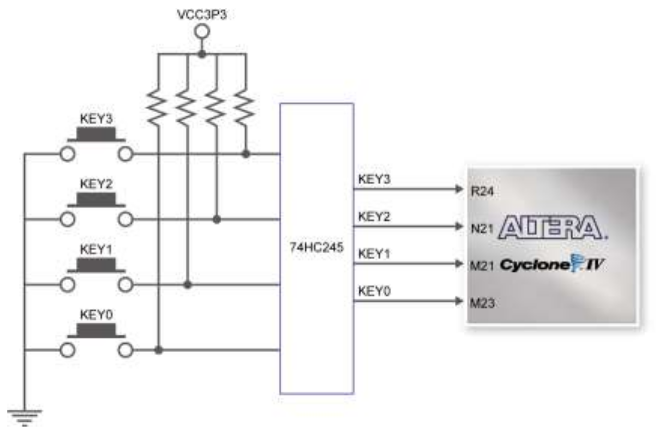 VCC3P3
KEY3
KEY2
KEY1
KEY0
74HC245
KEY3
KEY2
KEY1
KEY0
R24
N21
M21
M23
ALTERA.
Cyclone IV